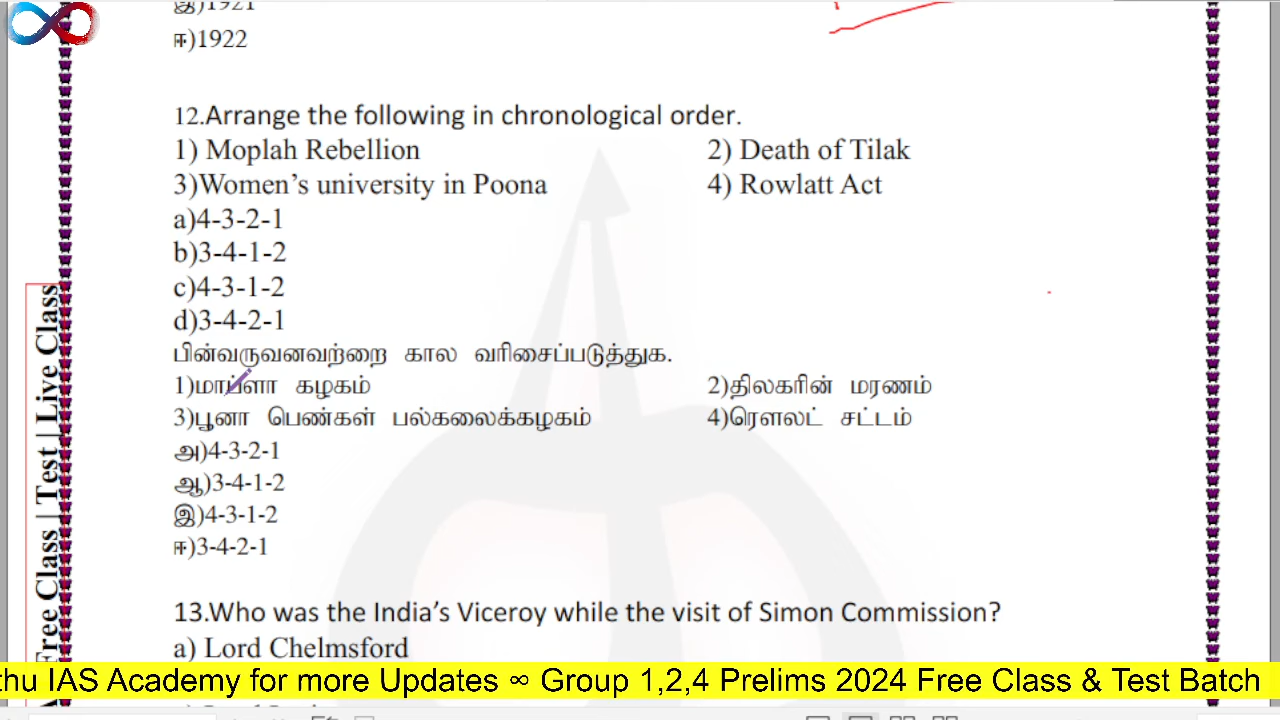 இ)1921
ஈ)1922
12.Arrange the following in chronological order.
1) Moplah Rebellion 2) Death of Tilak
3)Women's university in Poona 4) Rowlatt Act
a)4-3-2-1
b)3-4-1-2
c)4-3-1-2
d)3-4-2-1
பின்வருவனவற்றை கால வரிசைப்படுத்துக.
1)மாப்ளா கழகம் 2)திலகரின் மரணம்
3)பூனா பெண்கள் பல்கலைக்கழகம் 4)ரௌலட் சட்டம்
அ)4-3-2-1
ஆ)3-4-1-2
இ)4-3-1-2
ஈ)3-4-2-1
13.Who was the India's Viceroy while the visit of Simon Commission?
a) Lord Chelmsford
Free Class | Test | Live Class
thu IAS Academy for more Updates ∞ Group 1,2,4 Prelims 2024 Free Class & Test Batch